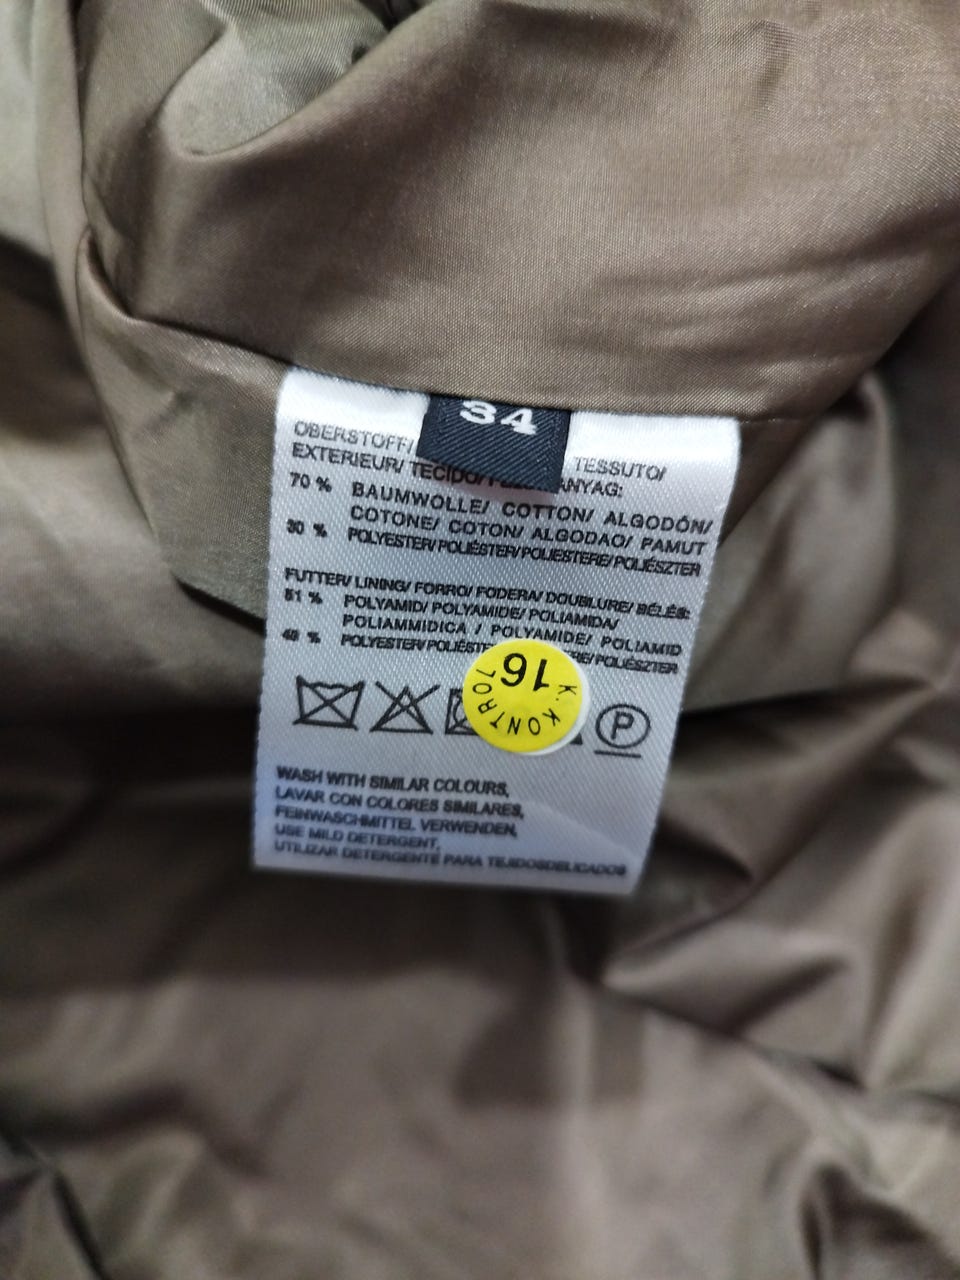 34
OBERSTOFF/ TESSUTO/
EXTERIEUR/ TECIDO/
70 % BAUMWOLLE/ COTTON/ ALGODÓN/
COTONE/ COTON/ ALGODAO/ PAMUT
30 % POLYESTER/POLIÉSTER/POLIESTERE/POLIÉSZTER
FUTTER/ LINING/ FORRO/ FODERA/ DOUBLURE/ BÉLÉS:
51 % POLYAMID/ POLYAMIDE/ POLIAMIDA/
POLIAMMIDICA / POLYAMIDE/ POLIAMID
49 % POLYESTER/ /POLIÉSZTER
16
K. KONTROL
P
WASH WITH SIMILAR COLOURS,
LAVAR CON COLORES SIMILARES,
FEINWASCHMITTEL VERWENDEN,
USE MILD DETERGENT,
UTILIZAR DETERGENTE PARA TEJIDOSDELICADOS